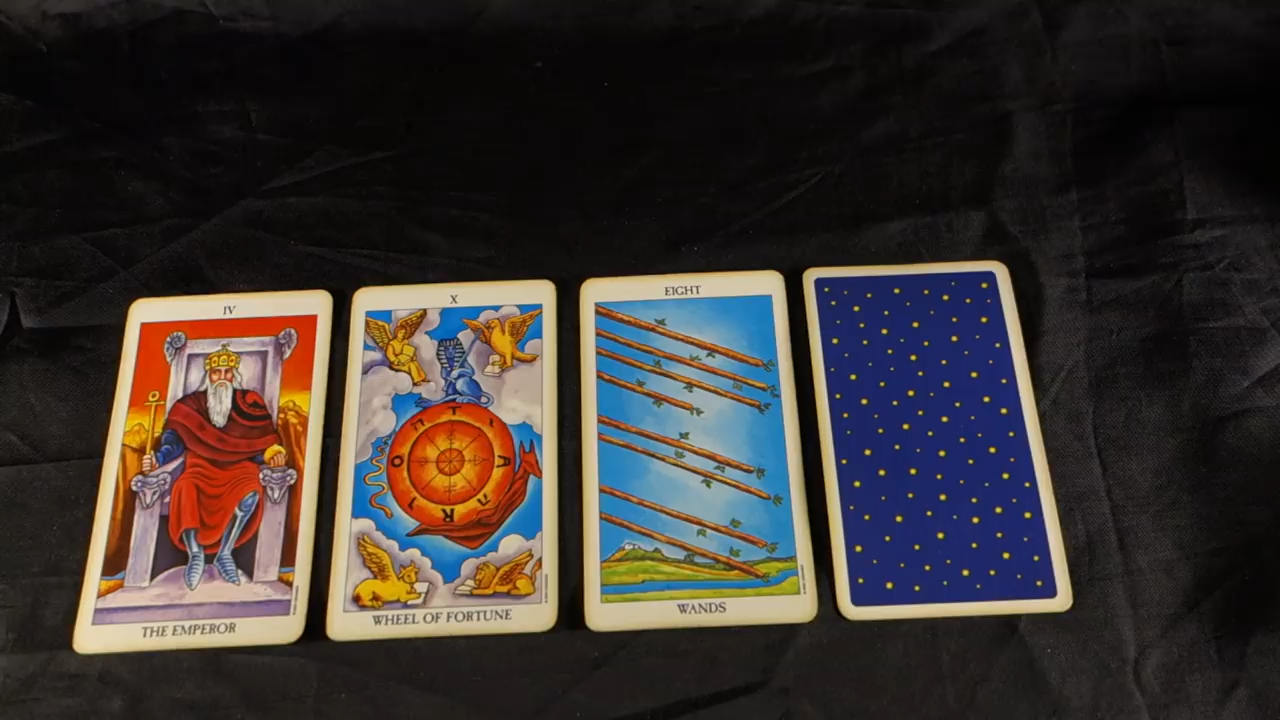 IV
THE EMPEROR
X
T
A
R
O
WHEEL OF FORTUNE
EIGHT
WANDS